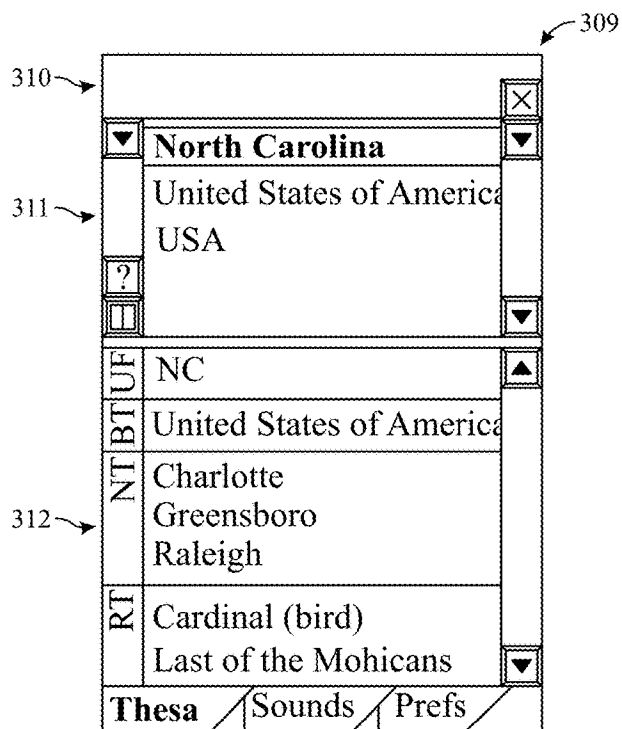 309
310
North Carolina
United States of America
311
USA
?
UF NC
BT United States of America
NT Charlotte
312 Greensboro
Raleigh
RT Cardinal (bird)
Last of the Mohicans
Thesa Sounds Prefs